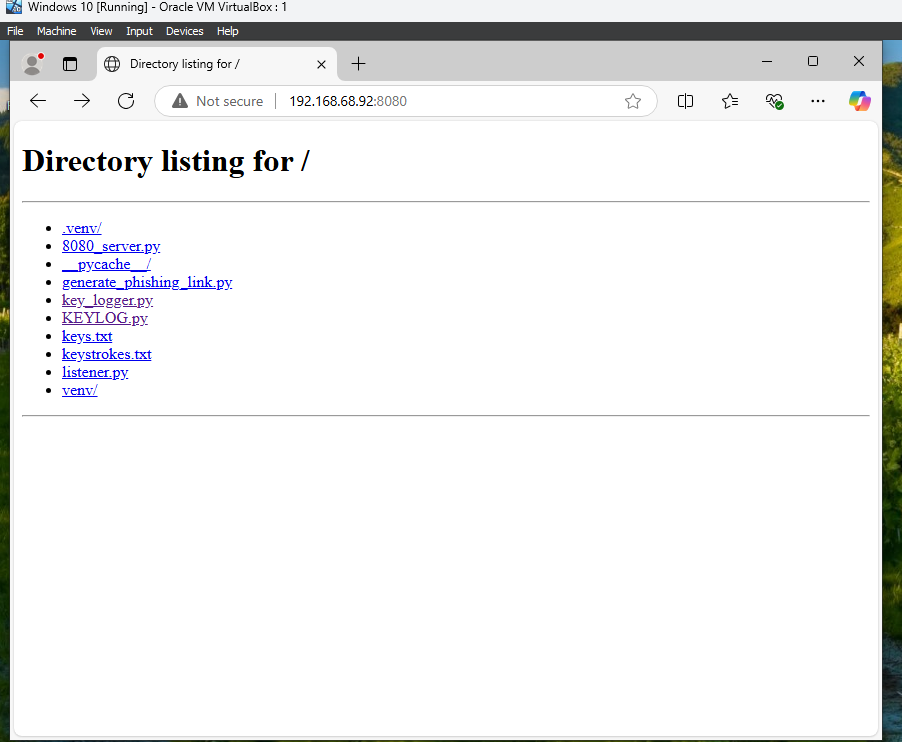 Windows 10 [Running] - Oracle VM VirtualBox : 1
File Machine View Input Devices Help
Directory listing for /
Not secure 192.168.68.92:8080
Directory listing for /
.venv/
8080_server.py
__pycache__/
generate_phishing_link.py
key_logger.py
KEYLOG.py
keys.txt
keystrokes.txt
listener.py
venv/